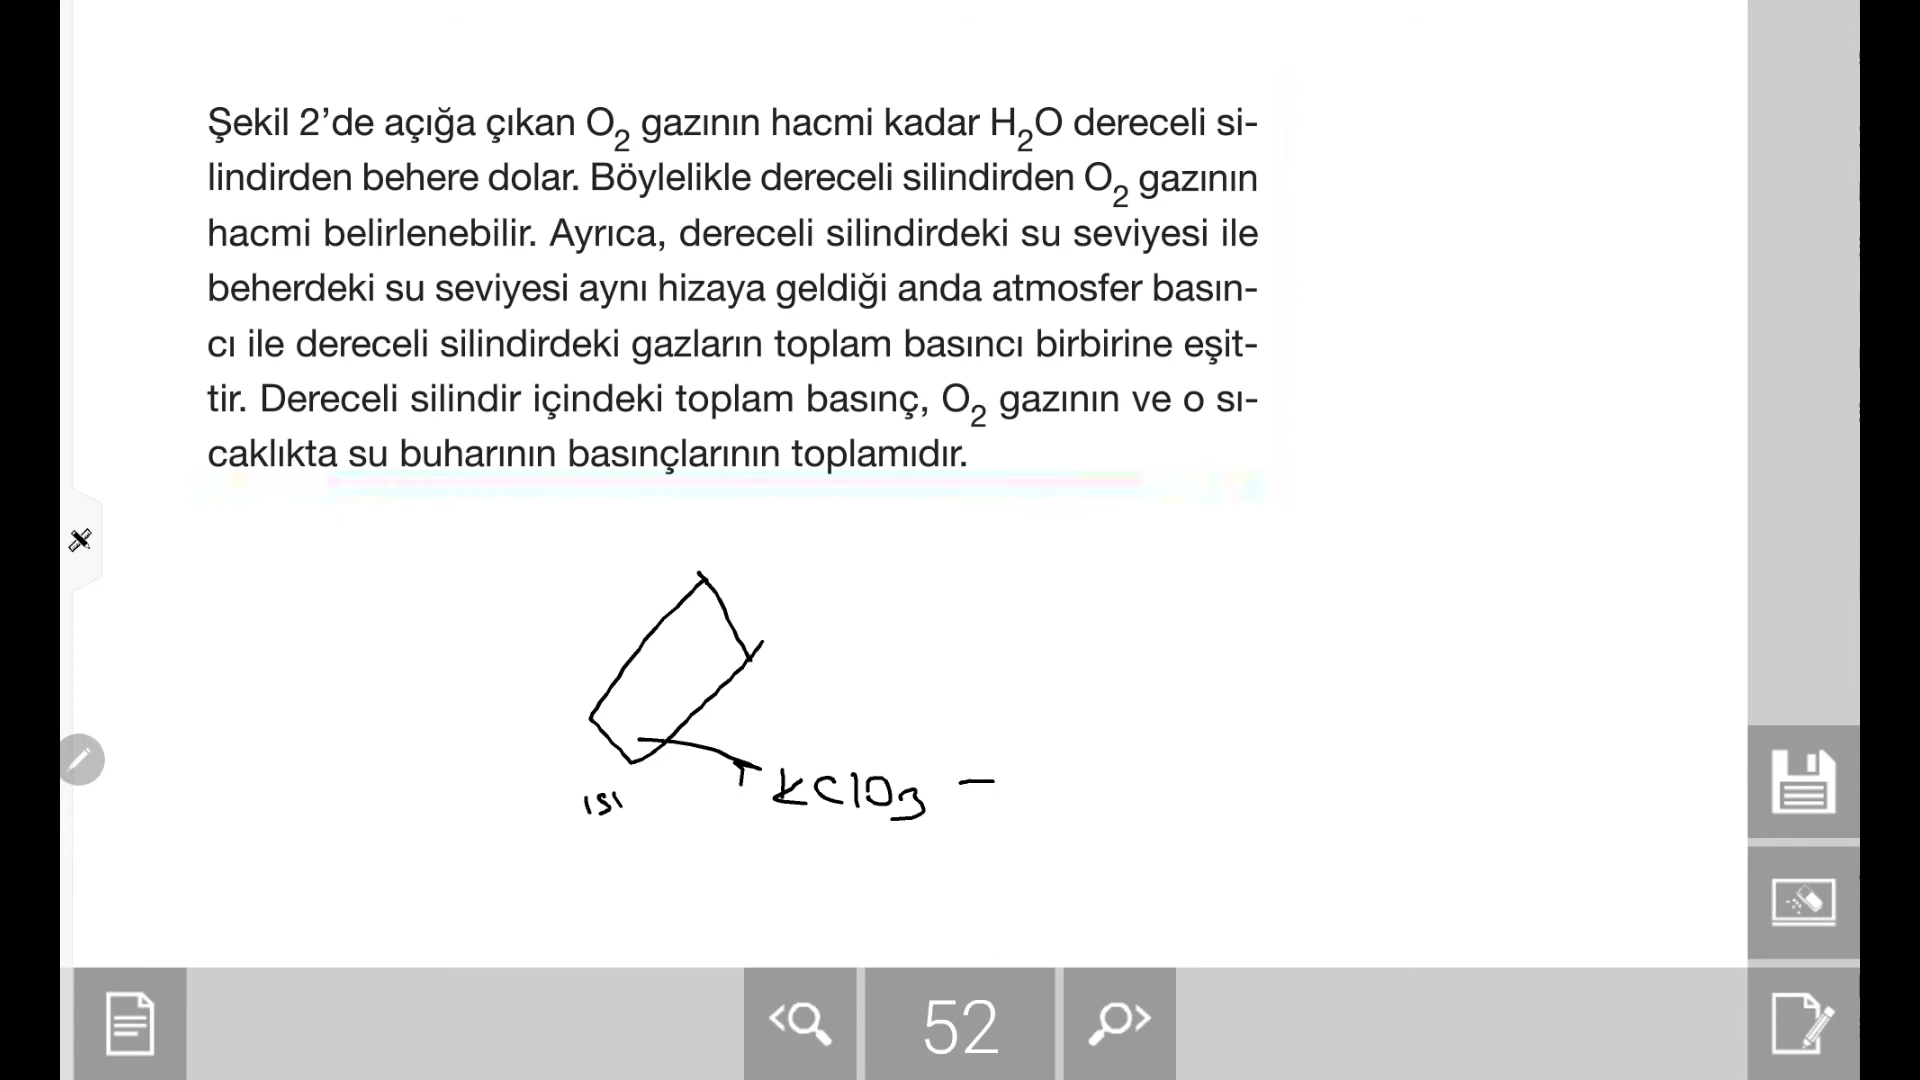 Şekil 2’de açığa çıkan O₂ gazının hacmi kadar H₂O dereceli si-
lindirden behere dolar. Böylelikle dereceli silindirden O₂ gazının
hacmi belirlenebilir. Ayrıca, dereceli silindirdeki su seviyesi ile
beherdeki su seviyesi aynı hizaya geldiği anda atmosfer basın-
cı ile dereceli silindirdeki gazların toplam basıncı birbirine eşit-
tir. Dereceli silindir içindeki toplam basınç, O₂ gazının ve o sı-
caklıkta su buharının basınçlarının toplamıdır.
KClO₃ —
ısı
52